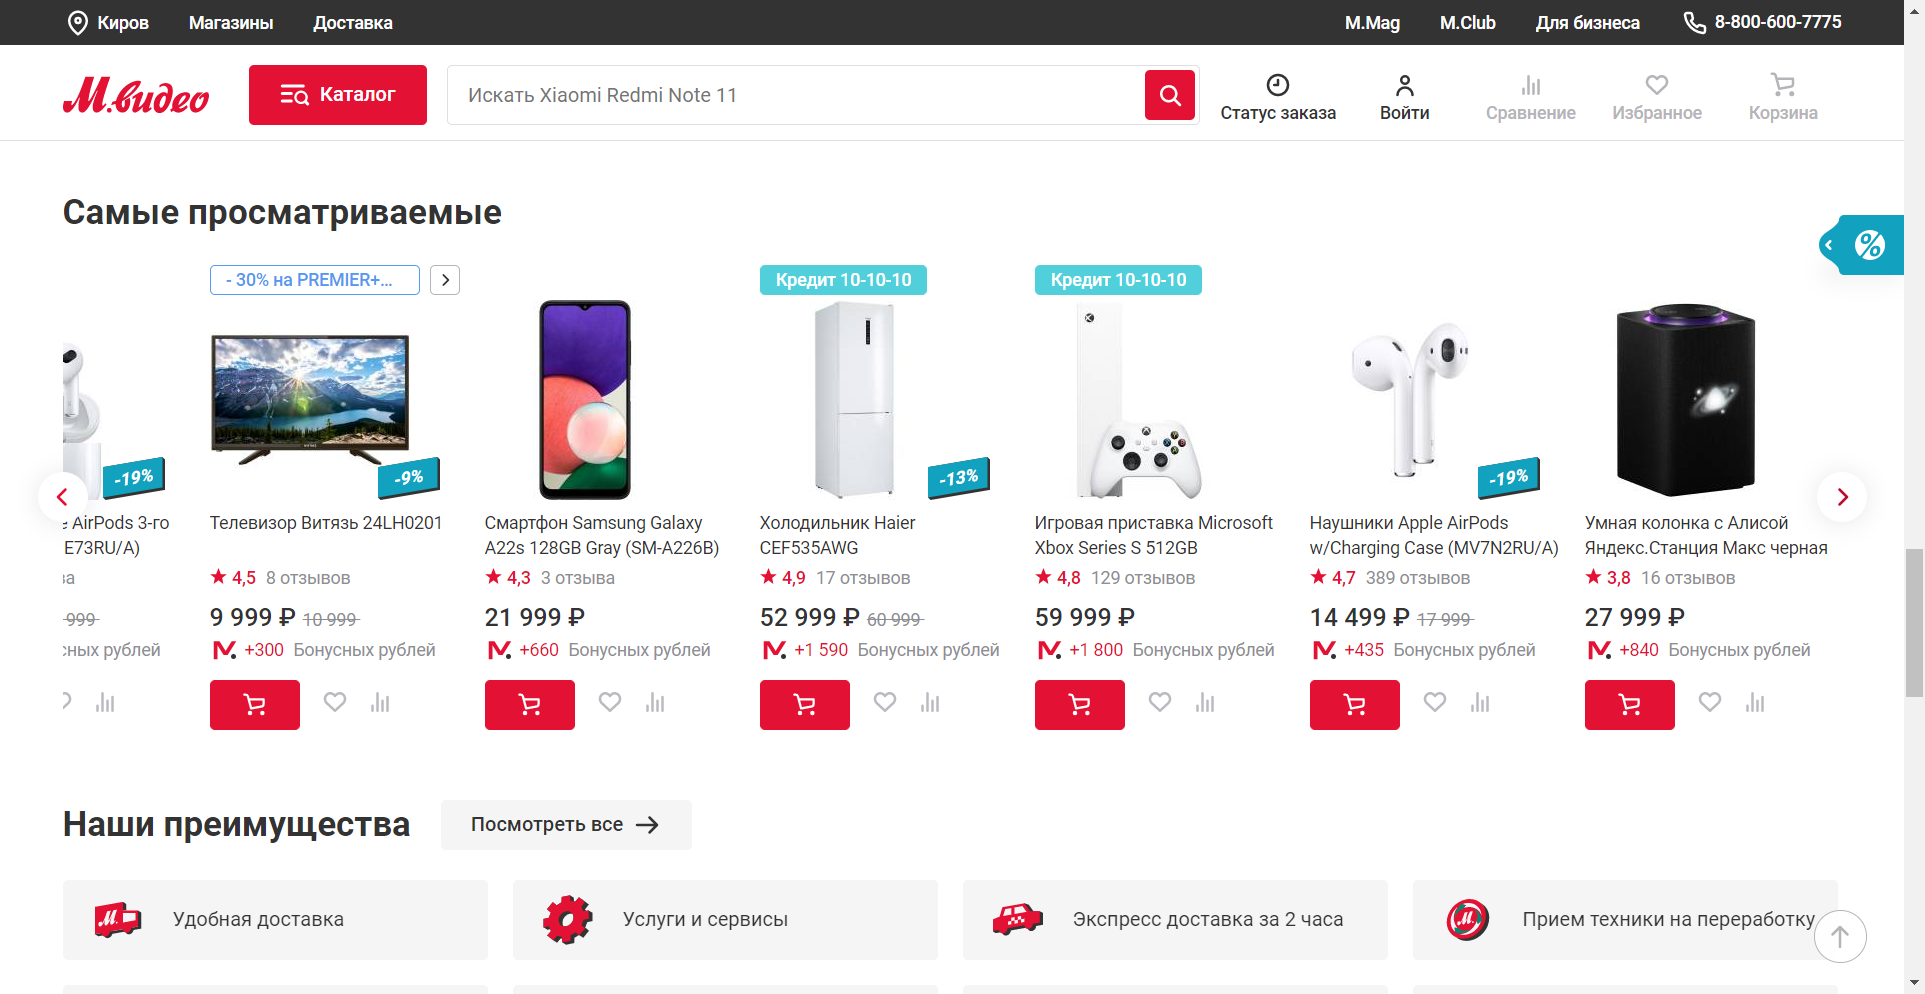 Киров Магазины Доставка M.Mag M.Club Для бизнеса 8-800-600-7775
М.видео Каталог Искать Xiaomi Redmi Note 11 Статус заказа Войти Сравнение Избранное Корзина
Самые просматриваемые
- 30% на PREMIER+...
Кредит 10-10-10
Кредит 10-10-10
-19%
-9%
-13%
-19%
AirPods 3-го
E73RU/A)
999
рублей
Телевизор Витязь 24LH0201
4,5 8 отзывов
9 999 ₽ 10 999
+300 Бонусных рублей
Смартфон Samsung Galaxy
A22s 128GB Gray (SM-A226B)
4,3 3 отзыва
21 999 ₽
+660 Бонусных рублей
Холодильник Haier
CEF535AWG
4,9 17 отзывов
52 999 ₽ 60 999
+1 590 Бонусных рублей
Игровая приставка Microsoft
Xbox Series S 512GB
4,8 129 отзывов
59 999 ₽
+1 800 Бонусных рублей
Наушники Apple AirPods
w/Charging Case (MV7N2RU/A)
4,7 389 отзывов
14 499 ₽ 17 999
+435 Бонусных рублей
Умная колонка с Алисой
Яндекс.Станция Макс черная
3,8 16 отзывов
27 999 ₽
+840 Бонусных рублей
Наши преимущества Посмотреть все
Удобная доставка
Услуги и сервисы
Экспресс доставка за 2 часа
Прием техники на переработку